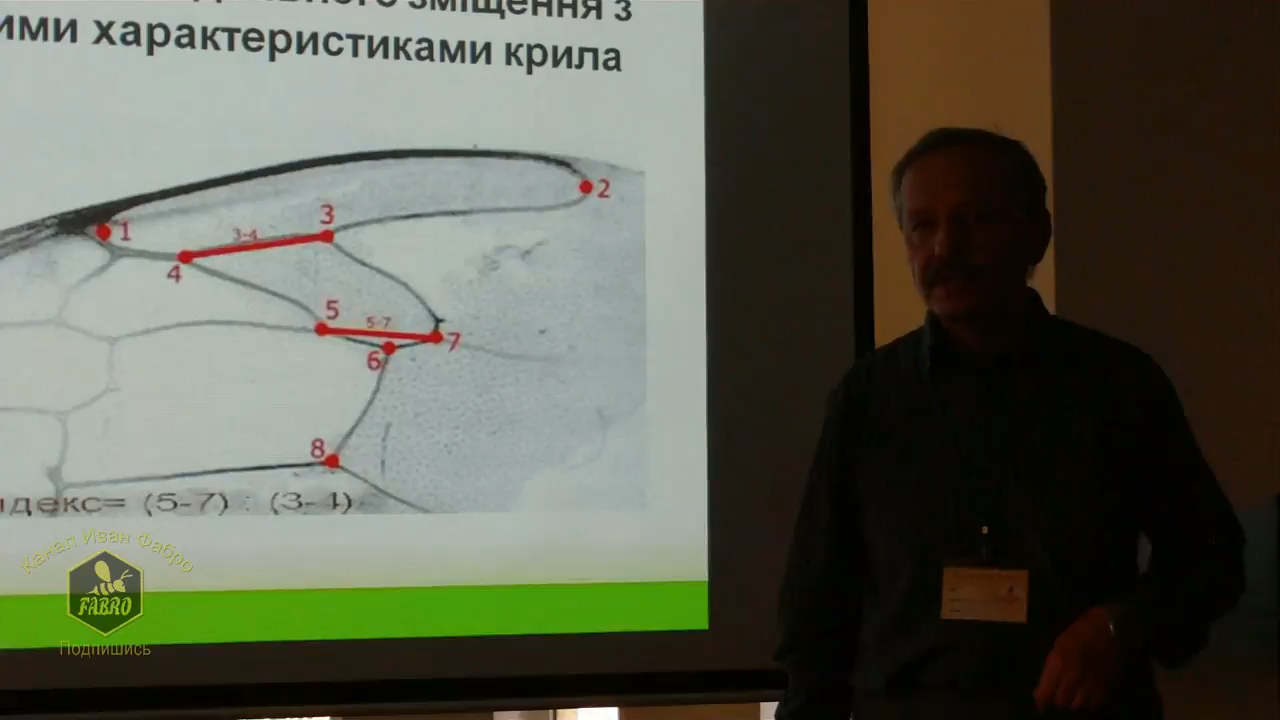 зміщення з
ими характеристиками крила
1
2
3
3-4
4
5
5-7
6
7
8
декс= (5-7) : (3-4)
Канал Иван Фабро
FABRO
Подпишись